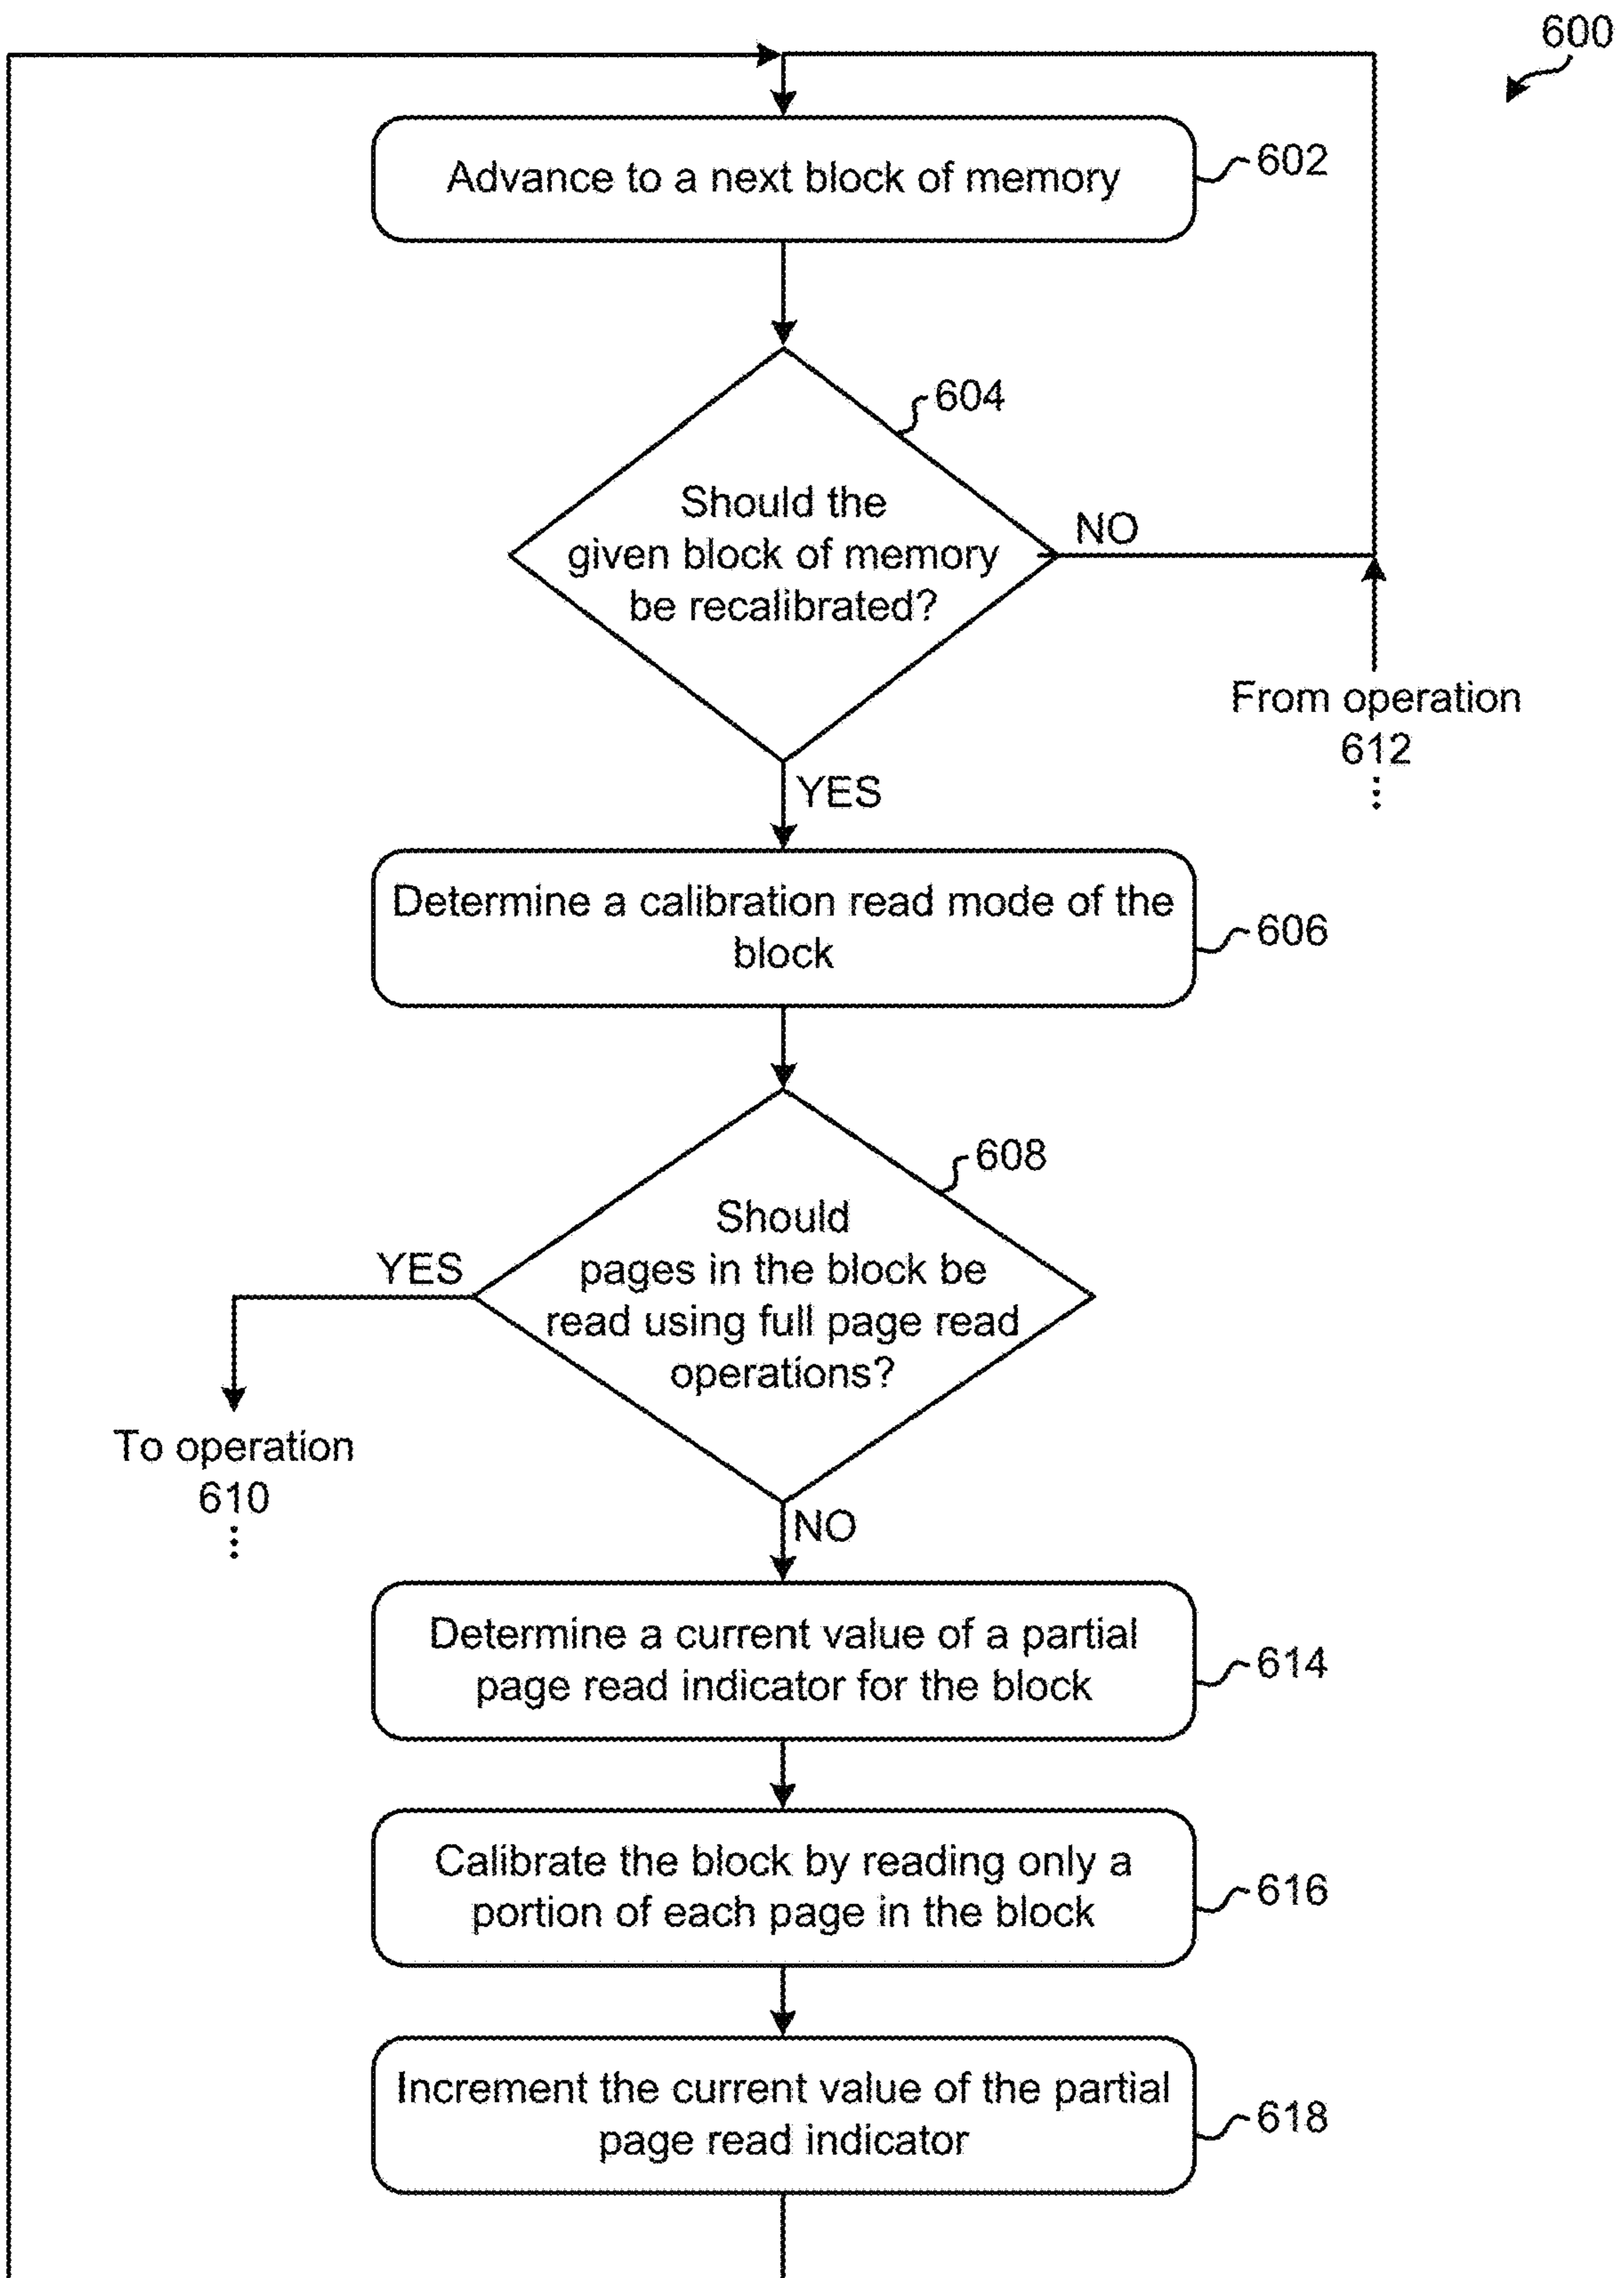 600
Advance to a next block of memory
602
604
Should the
given block of memory
be recalibrated?
NO
From operation
612
⋮
YES
Determine a calibration read mode of the
block
606
608
Should
pages in the block be
read using full page read
operations?
YES
To operation
610
⋮
NO
Determine a current value of a partial
page read indicator for the block
614
Calibrate the block by reading only a
portion of each page in the block
616
Increment the current value of the partial
page read indicator
618